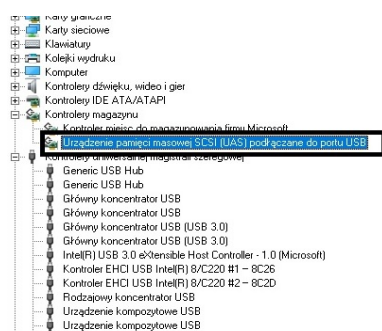 Karty graficzne
Karty sieciowe
Klawiatury
Kolejki wydruku
Komputer
Kontrolery dźwięku, wideo i gier
Kontrolery IDE ATA/ATAPI
Kontrolery magazynu
Kontroler miejsc do magazynowania firmy Microsoft
Urządzenie pamięci masowej SCSI (UAS) podłączane do portu USB
Kontrolery uniwersalnej magistrali szeregowej
Generic USB Hub
Generic USB Hub
Główny koncentrator USB
Główny koncentrator USB
Główny koncentrator USB (USB 3.0)
Główny koncentrator USB (USB 3.0)
Intel(R) USB 3.0 eXtensible Host Controller - 1.0 (Microsoft)
Kontroler EHCI USB Intel(R) 8/C220 #1 – 8C26
Kontroler EHCI USB Intel(R) 8/C220 #2 – 8C2D
Rodzajowy koncentrator USB
Urządzenie kompozytowe USB
Urządzenie kompozytowe USB